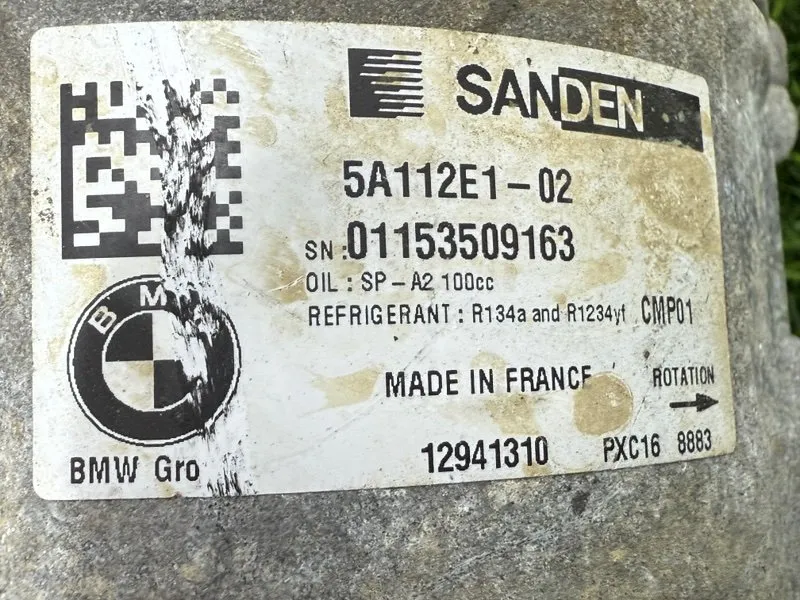 SANDEN
5A112E1-02
SN:01153509163
OIL : SP-A2 100cc
REFRIGERANT : R134a and R1234yf CMP01
BMW
MADE IN FRANCE ROTATION
BMW Gro
12941310 PXC16 8883